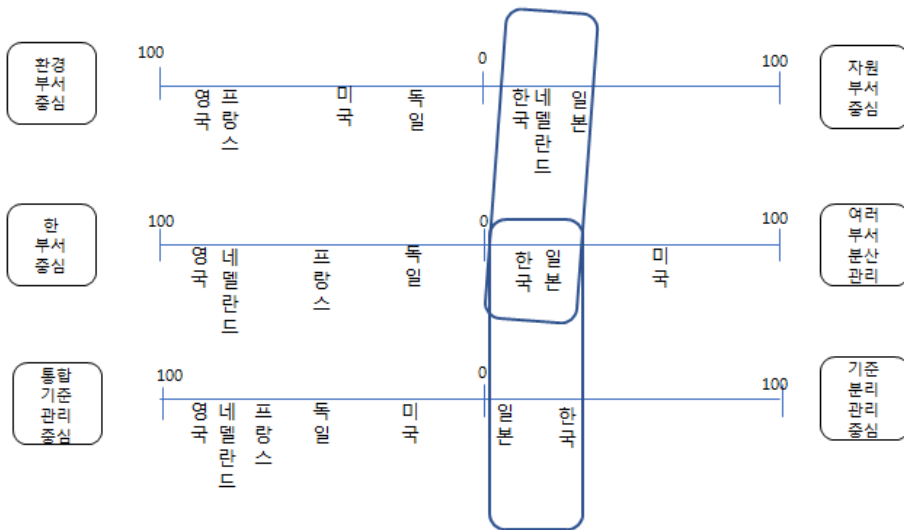 환경
부서
중심
100
0
100
자원
부서
중심
영국
프랑스
미국
독일
한국
네델란드
일본
한
부서
중심
100
0
100
여러
부서
분산
관리
영국
네델란드
프랑스
독일
한국
일본
미국
통합
기준
관리
중심
100
0
100
기준
분리
관리
중심
영국
네델란드
프랑스
독일
미국
일본
한국